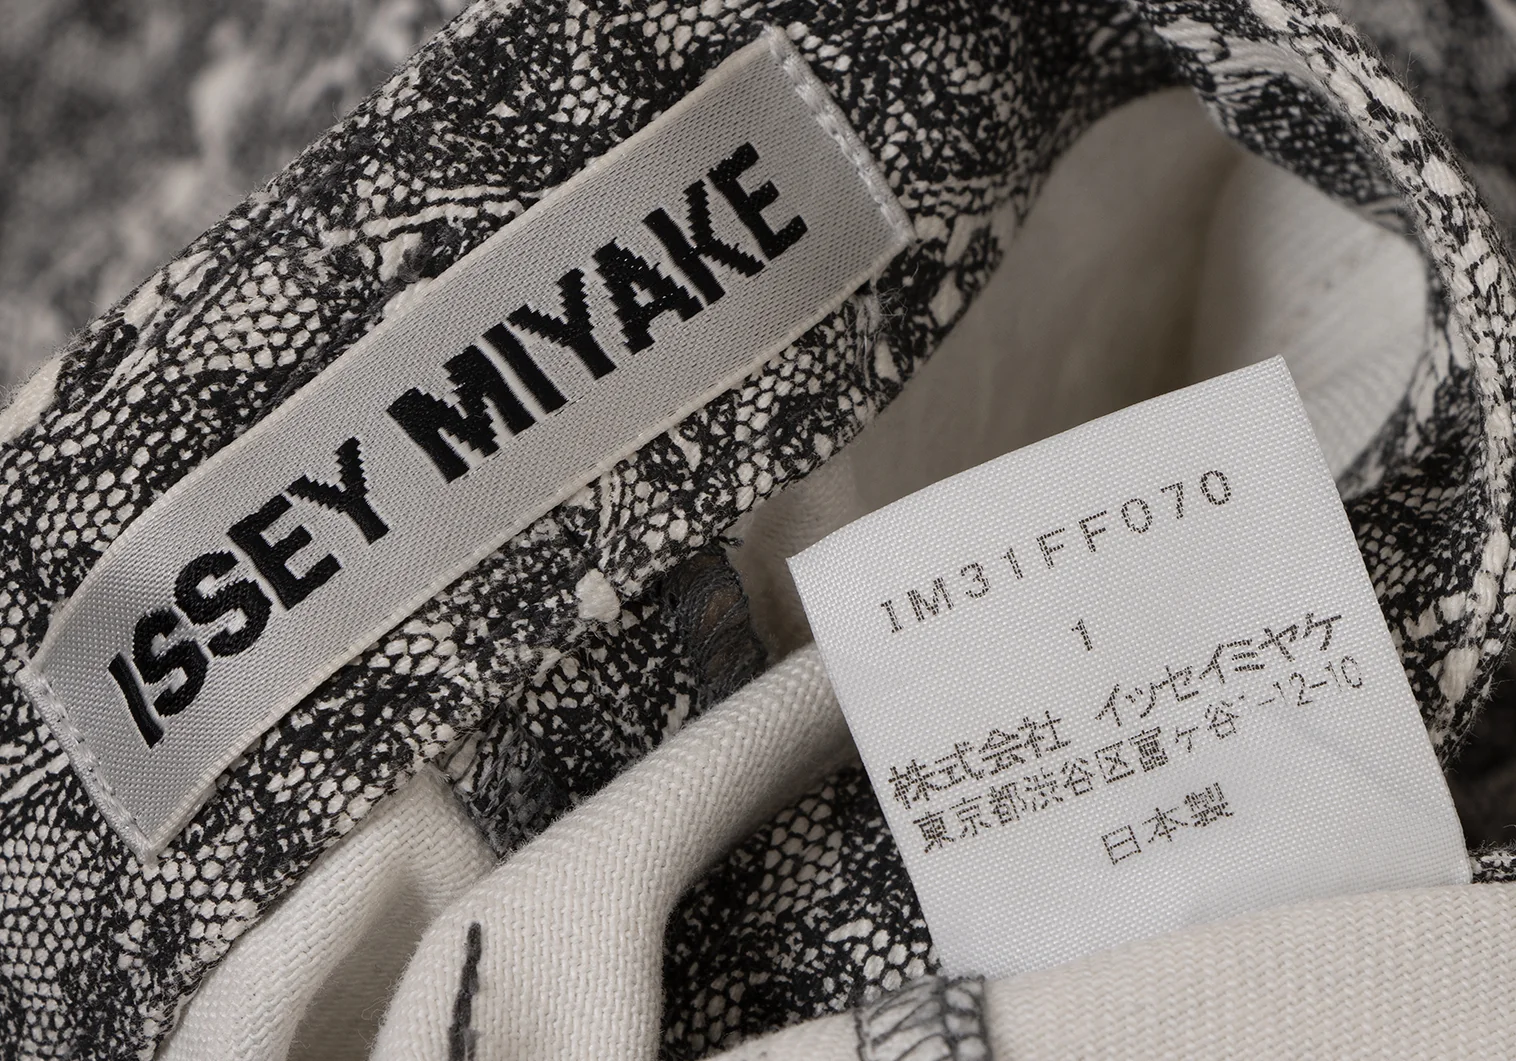 ISSEY MIYAKE
IM31FF070
1
株式会社 イッセイミヤケ
東京都渋谷区富ヶ谷1-12-10
日本製